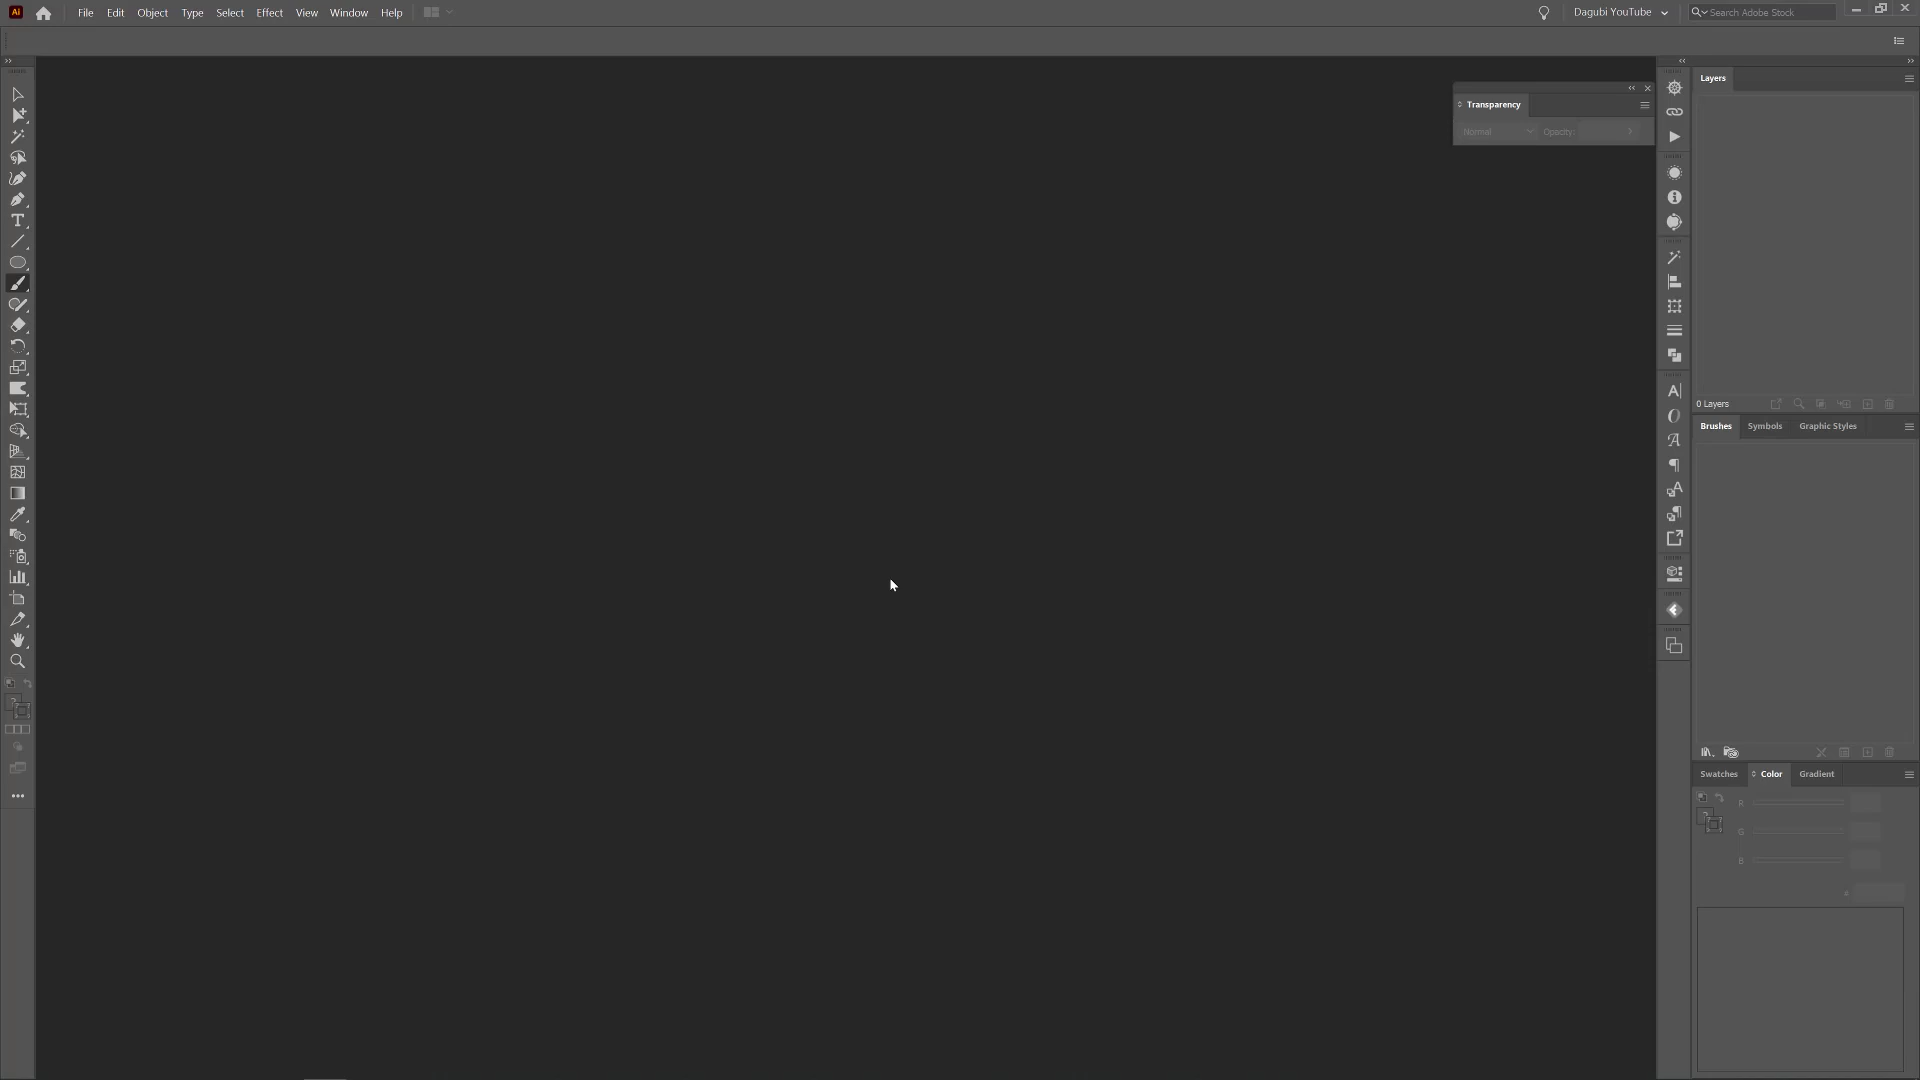 Ai File Edit Object Type Select Effect View Window Help Dagubi YouTube Search Adobe Stock
Layers
Transparency
Normal Opacity:
0 Layers
Brushes Symbols Graphic Styles
Swatches Color Gradient
R
G
B
#